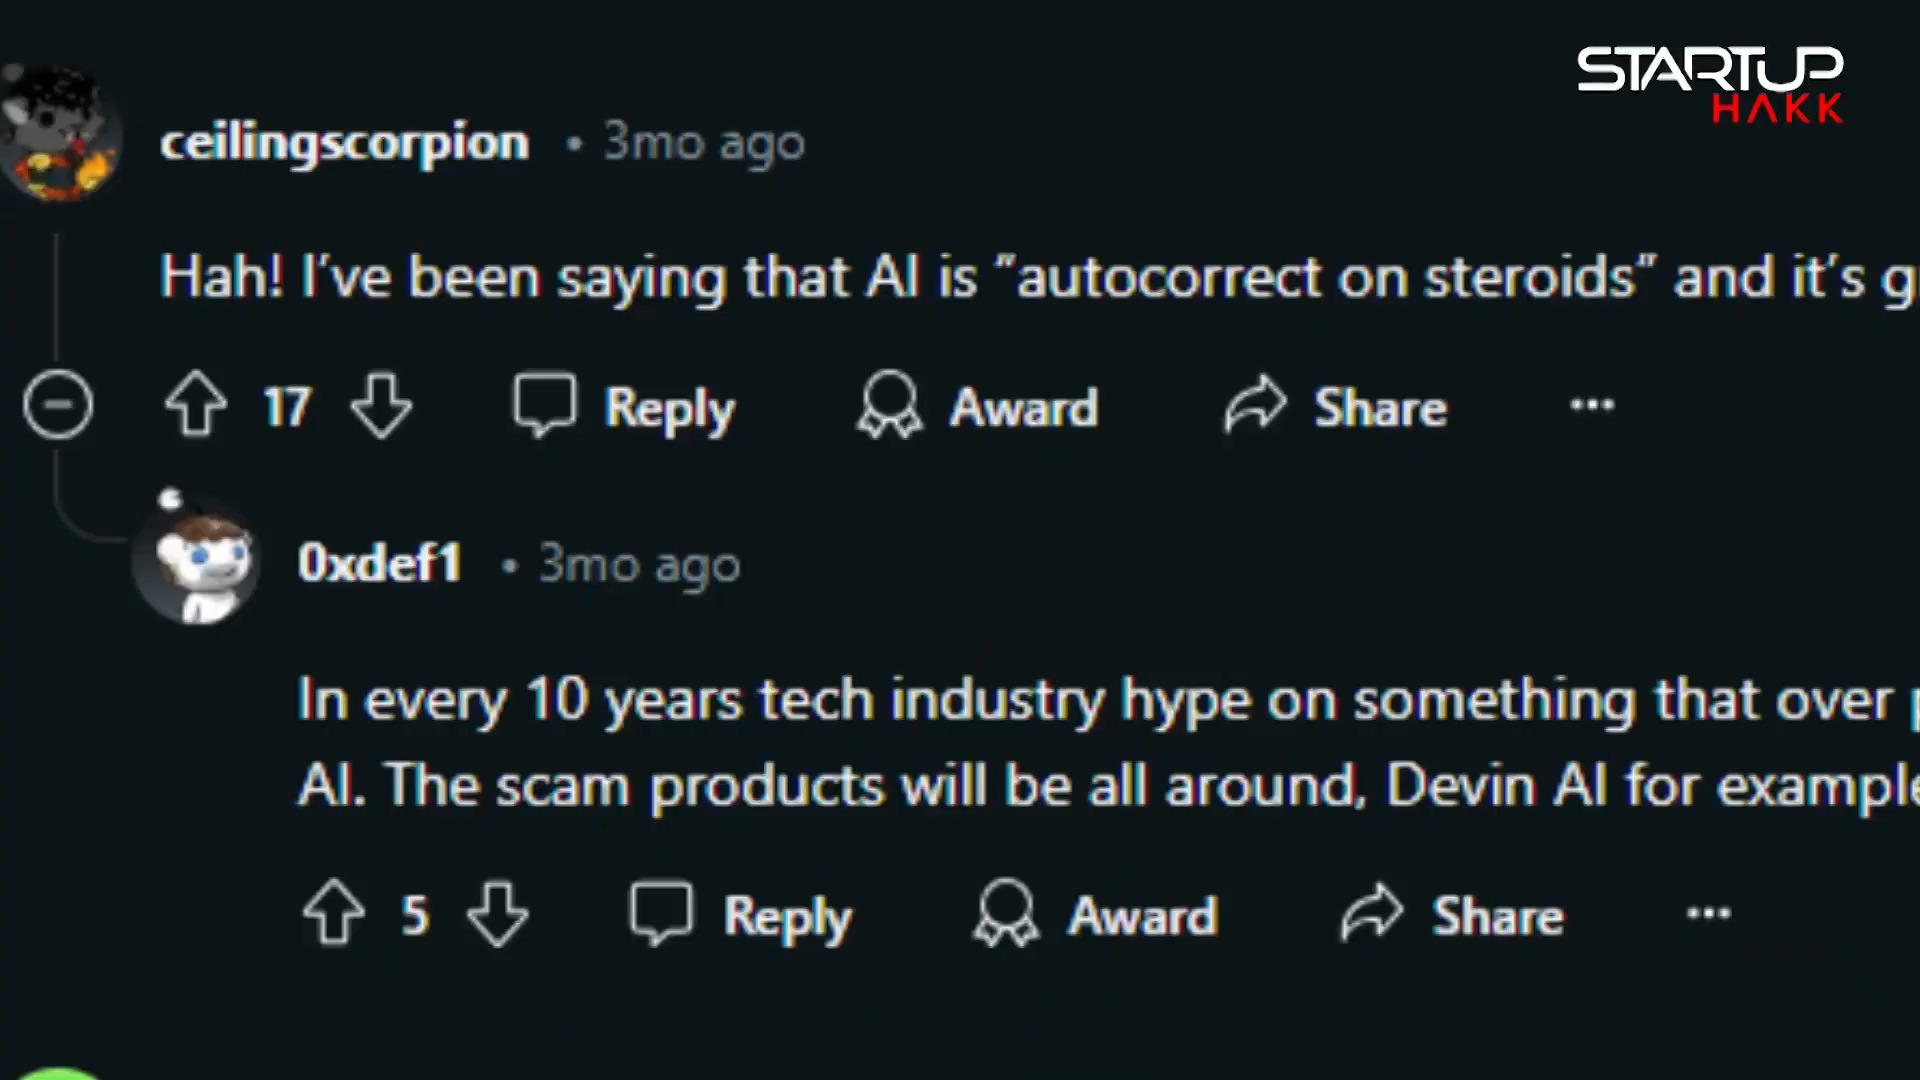 STARTUP
HAKK
ceilingscorpion • 3mo ago
Hah! I’ve been saying that AI is “autocorrect on steroids” and it’s
17 Reply Award Share ...
0xdef1 • 3mo ago
In every 10 years tech industry hype on something that over
AI. The scam products will be all around, Devin AI for example
5 Reply Award Share ...